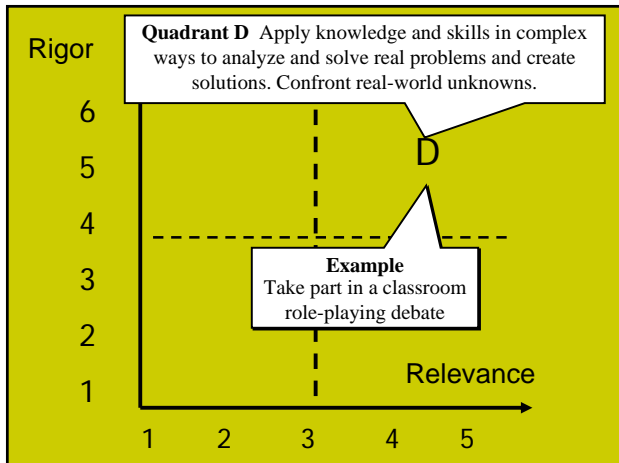 Quadrant D Apply knowledge and skills in complex
ways to analyze and solve real problems and create
solutions. Confront real-world unknowns.
Rigor
6
5
4
3
2
1
D
Example
Take part in a classroom
role-playing debate
Relevance
1 2 3 4 5